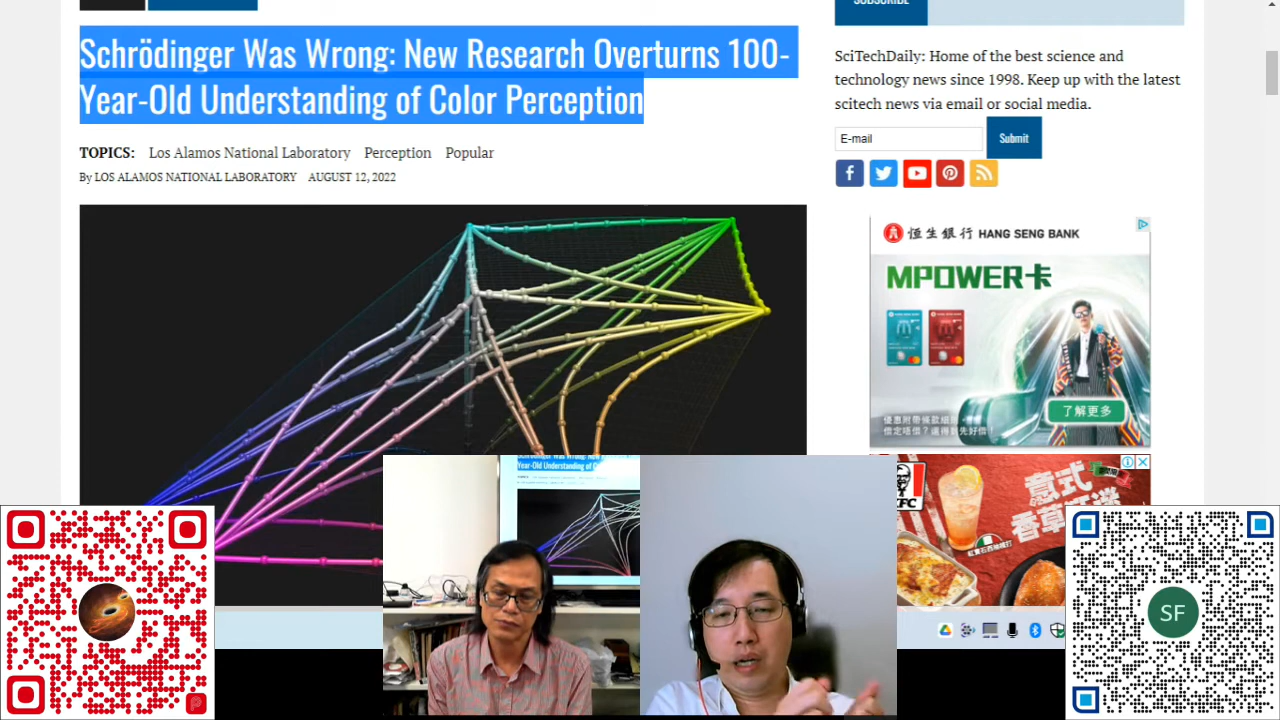 SUBSCRIBE
Schrödinger Was Wrong: New Research Overturns 100-
Year-Old Understanding of Color Perception
TOPICS: Los Alamos National Laboratory Perception Popular
By LOS ALAMOS NATIONAL LABORATORY AUGUST 12, 2022
SciTechDaily: Home of the best science and
technology news since 1998. Keep up with the latest
scitech news via email or social media.
E-mail
Submit
恒生銀行 HANG SENG BANK
MPOWER卡
了解更多
KFC
意式
SF